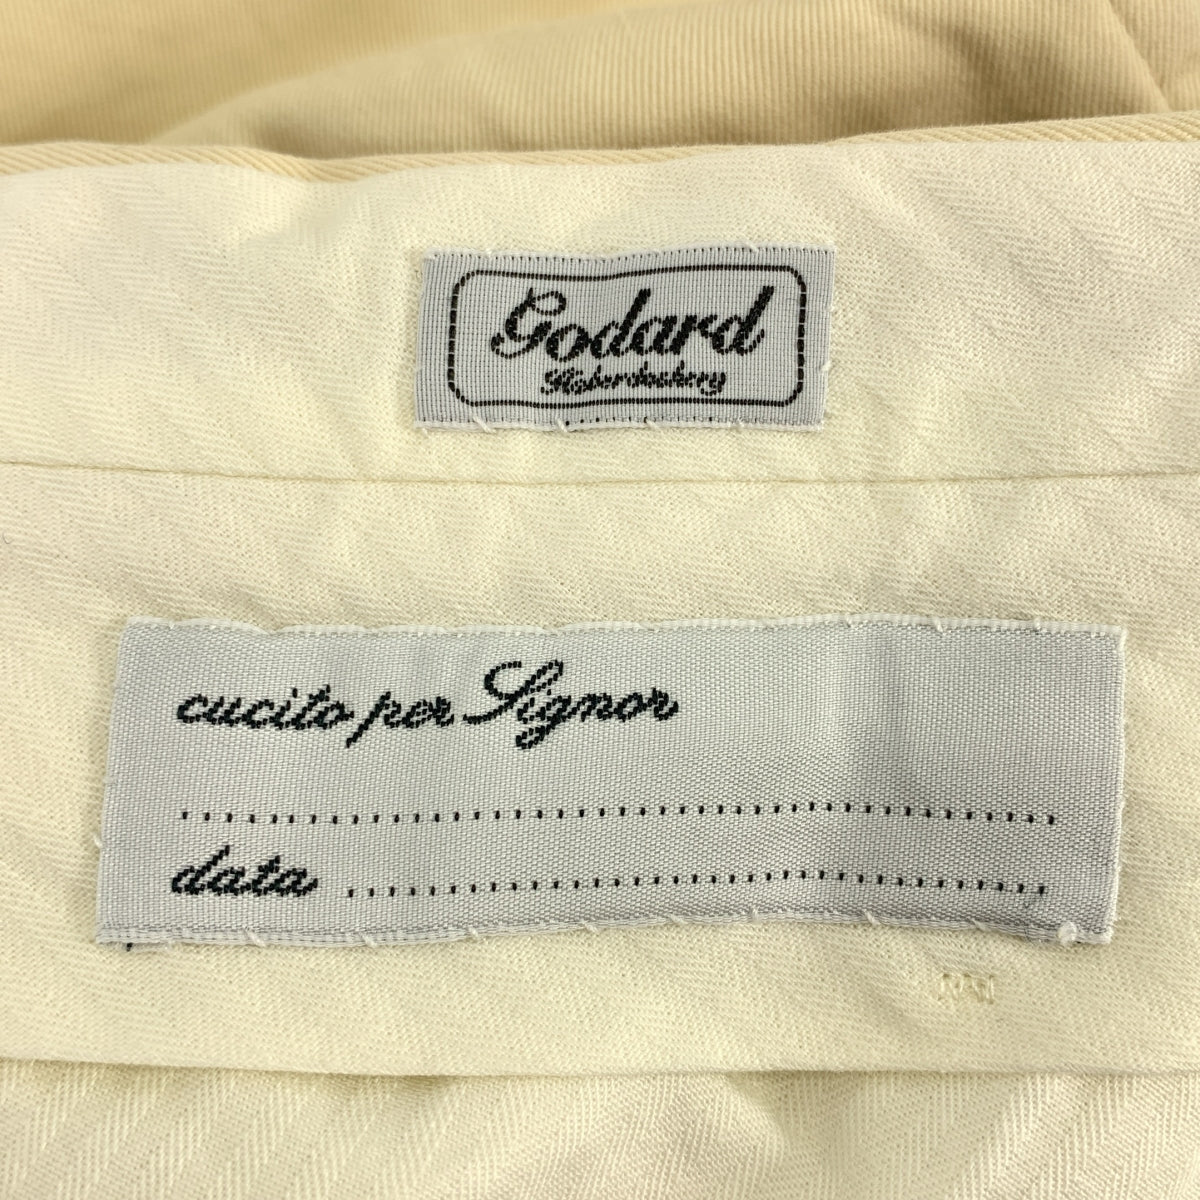 Godard
Haberdashery
cucito per Signor
data